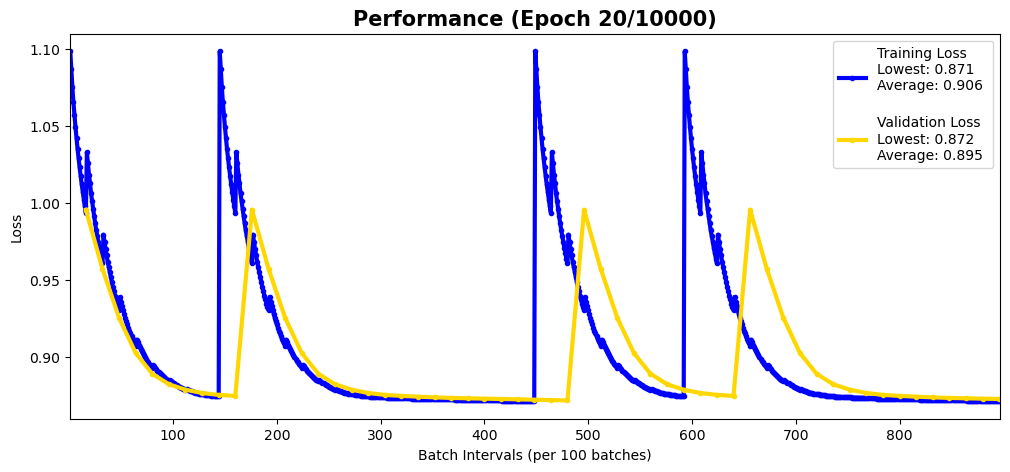 Performance (Epoch 20/10000)
1.10
1.05
1.00
0.95
0.90
Loss
Training Loss
Lowest: 0.871
Average: 0.906
Validation Loss
Lowest: 0.872
Average: 0.895
100 200 300 400 500 600 700 800
Batch Intervals (per 100 batches)